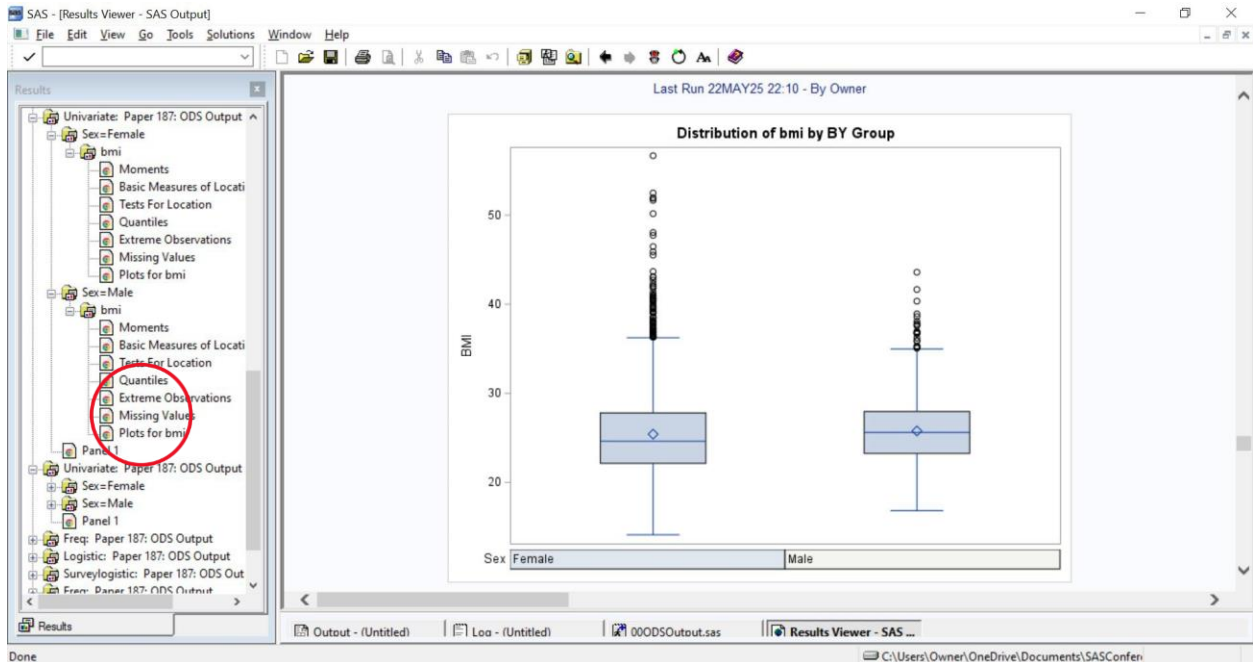 SAS - [Results Viewer - SAS Output]
File Edit View Go Tools Solutions Window Help
Results
Univariate: Paper 187: ODS Output
Sex=Female
bmi
Moments
Basic Measures of Locati
Tests For Location
Quantiles
Extreme Observations
Missing Values
Plots for bmi
Sex=Male
bmi
Moments
Basic Measures of Locati
Tests For Location
Quantiles
Extreme Observations
Missing Values
Plots for bmi
Panel 1
Univariate: Paper 187: ODS Output
Sex=Female
Sex=Male
Panel 1
Freq: Paper 187: ODS Output
Logistic: Paper 187: ODS Output
Surveylogistic: Paper 187: ODS Out
Freq: Paper 187: ODS Output
Results
Last Run 22MAY25 22:10 - By Owner
Distribution of bmi by BY Group
50
40
BMI
30
20
Sex Female Male
Output - (Untitled) Log - (Untitled) 00ODSOutput.sas Results Viewer - SAS ...
Done C:\Users\Owner\OneDrive\Documents\SASConfere